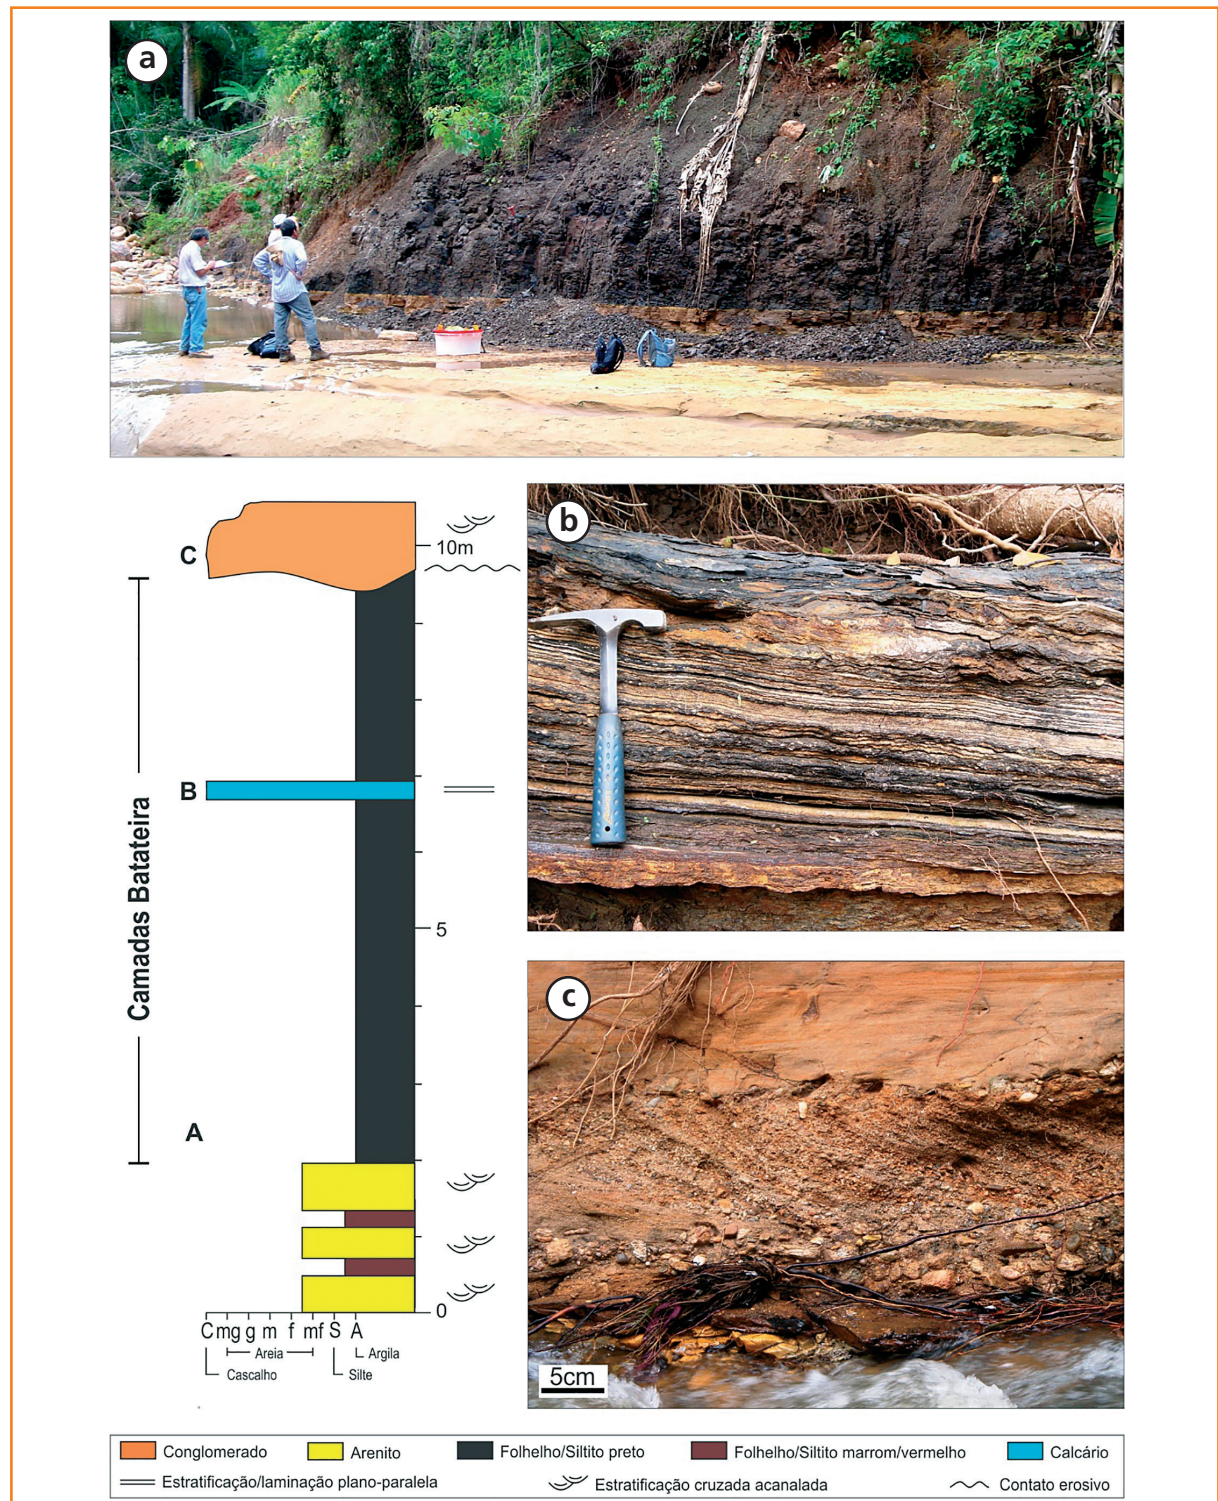 a
b
C
10m
B
Camadas Batateira
5
c
A
0
C mg g m f mf S A
Areia
Argila
Cascalho
Silte
5cm
Conglomerado
Arenito
Folhelho/Siltito preto
Folhelho/Siltito marrom/vermelho
Calcário
Estratificação/laminação plano-paralela
Estratificação cruzada acanalada
Contato erosivo